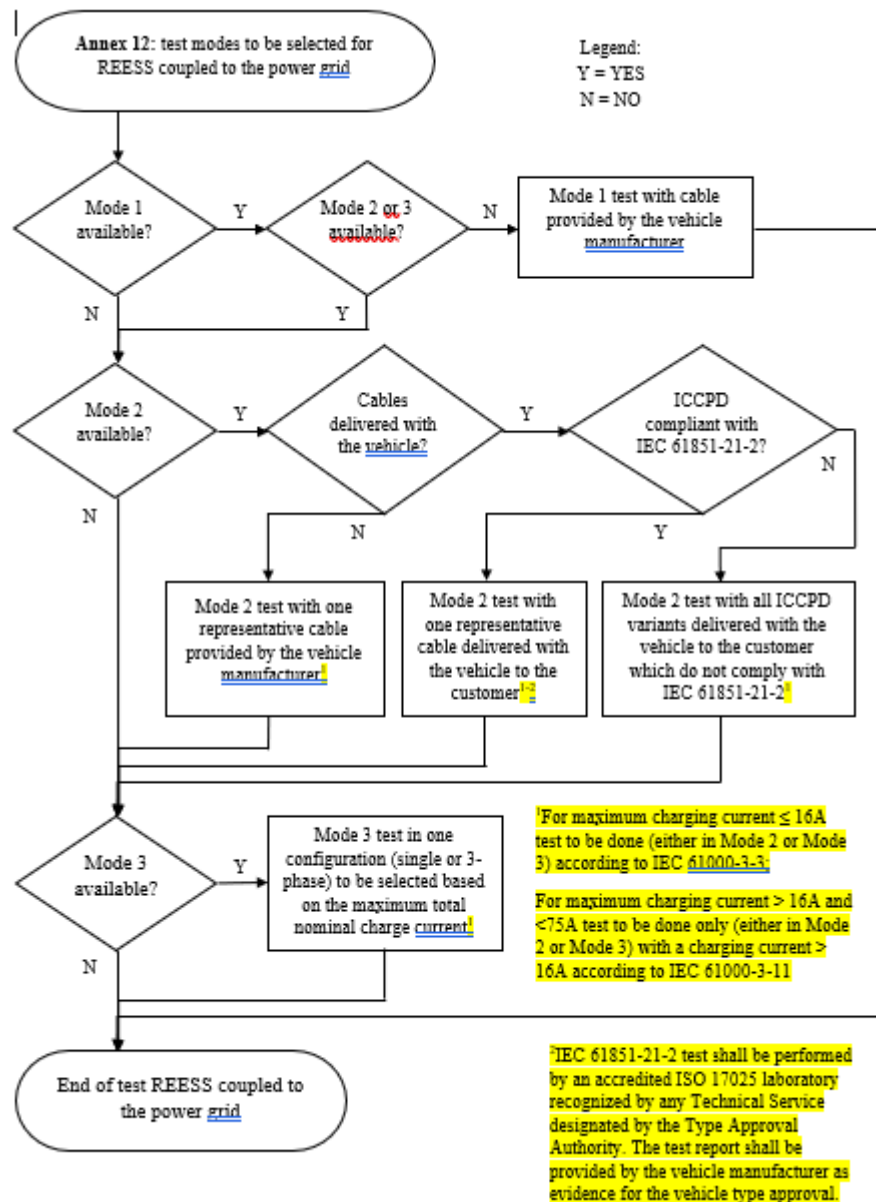 Annex 12: test modes to be selected for
REESS coupled to the power grid
Legend:
Y = YES
N = NO
Mode 1
available?
Y
Mode 2 or 3
available?
N
Mode 1 test with cable
provided by the vehicle
manufacturer
N
Y
Mode 2
available?
Y
Cables
delivered with
the vehicle?
Y
ICCPD
compliant with
IEC 61851-21-2?
N
N
N
Y
Mode 2 test with one
representative cable
provided by the vehicle
manufacturer¹
Mode 2 test with
one representative
cable delivered with
the vehicle to the
customer¹⁻²
Mode 2 test with all ICCPD
variants delivered with the
vehicle to the customer
which do not comply with
IEC 61851-21-2¹
Mode 3
available?
Y
Mode 3 test in one
configuration (single or 3-
phase) to be selected based
on the maximum total
nominal charge current¹
N
¹For maximum charging current ≤ 16A
test to be done (either in Mode 2 or Mode
3) according to IEC 61000-3-3;
For maximum charging current > 16A and
<75A test to be done only (either in Mode
2 or Mode 3) with a charging current >
16A according to IEC 61000-3-11
End of test REESS coupled to
the power grid
²IEC 61851-21-2 test shall be performed
by an accredited ISO 17025 laboratory
recognized by any Technical Service
designated by the Type Approval
Authority. The test report shall be
provided by the vehicle manufacturer as
evidence for the vehicle type approval.